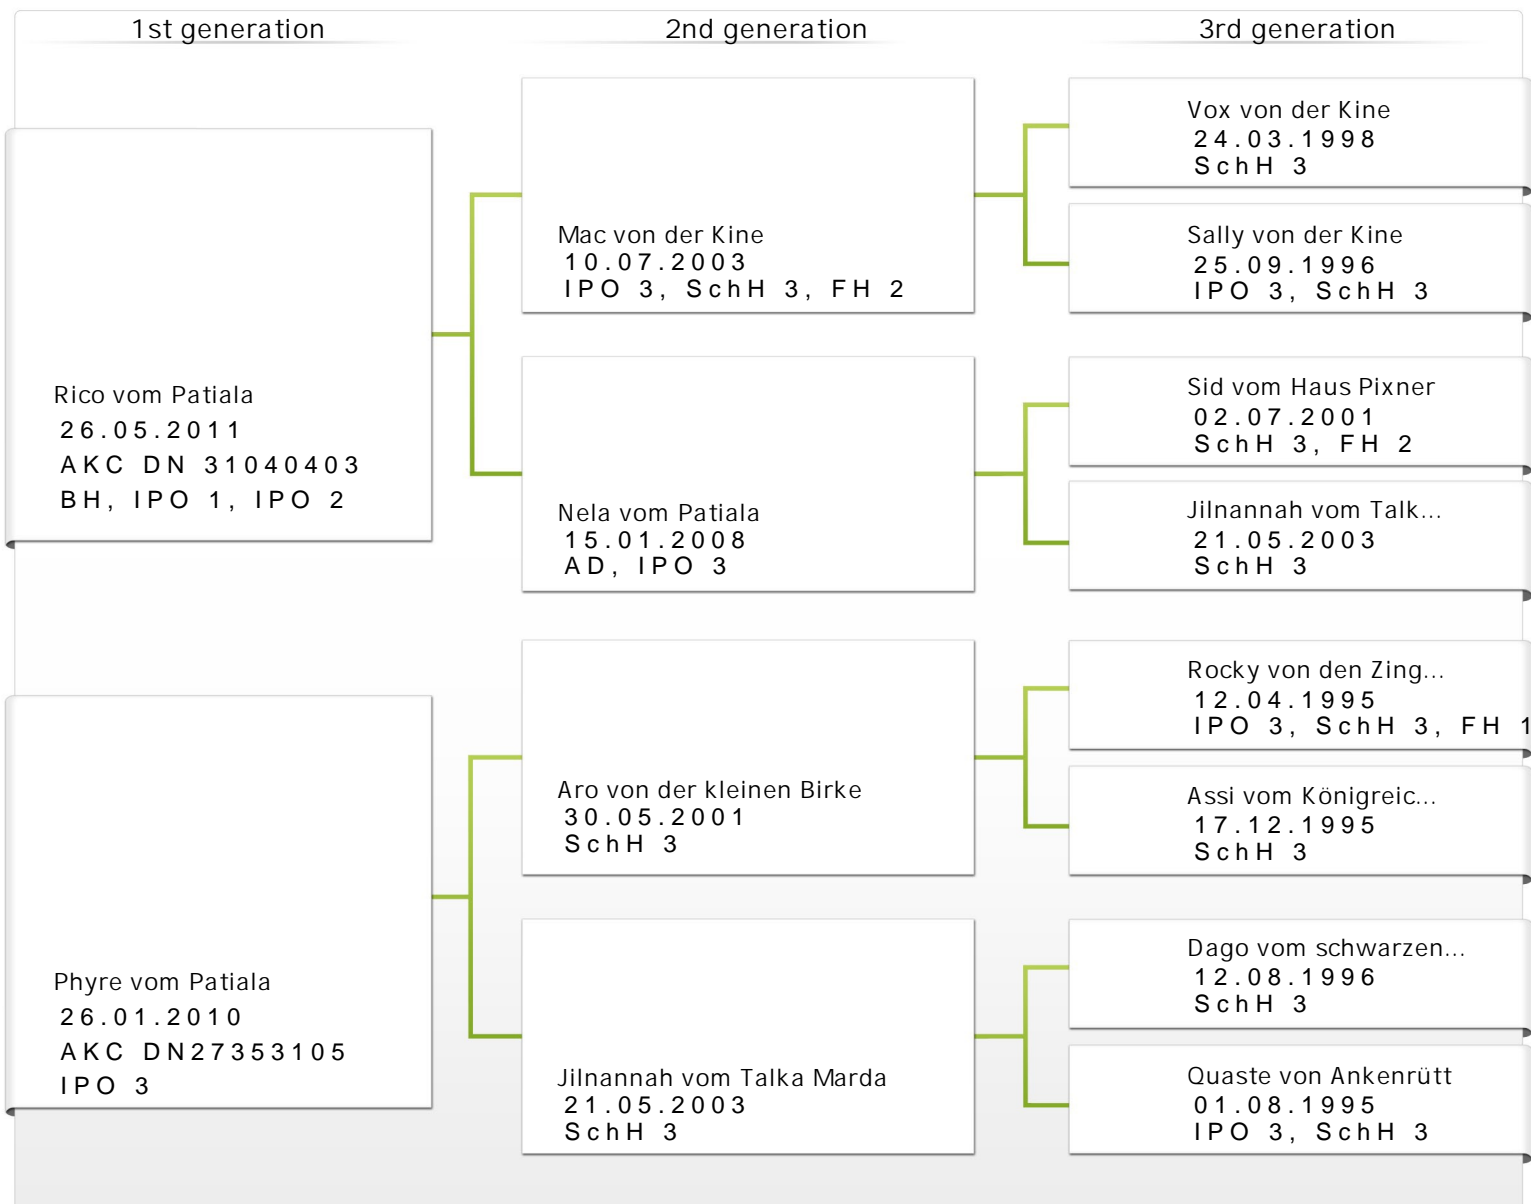 1st generation
2nd generation
3rd generation
Rico vom Patiala
26.05.2011
AKC DN 31040403
BH, IPO 1, IPO 2
Phyre vom Patiala
26.01.2010
AKC DN27353105
IPO 3
Mac von der Kine
10.07.2003
IPO 3, SchH 3, FH 2
Nela vom Patiala
15.01.2008
AD, IPO 3
Aro von der kleinen Birke
30.05.2001
SchH 3
Jilnannah vom Talka Marda
21.05.2003
SchH 3
Vox von der Kine
24.03.1998
SchH 3
Sally von der Kine
25.09.1996
IPO 3, SchH 3
Sid vom Haus Pixner
02.07.2001
SchH 3, FH 2
Jilnannah vom Talk...
21.05.2003
SchH 3
Rocky von den Zing...
12.04.1995
IPO 3, SchH 3, FH 1
Assi vom Königreic...
17.12.1995
SchH 3
Dago vom schwarzen...
12.08.1996
SchH 3
Quaste von Ankenrütt
01.08.1995
IPO 3, SchH 3